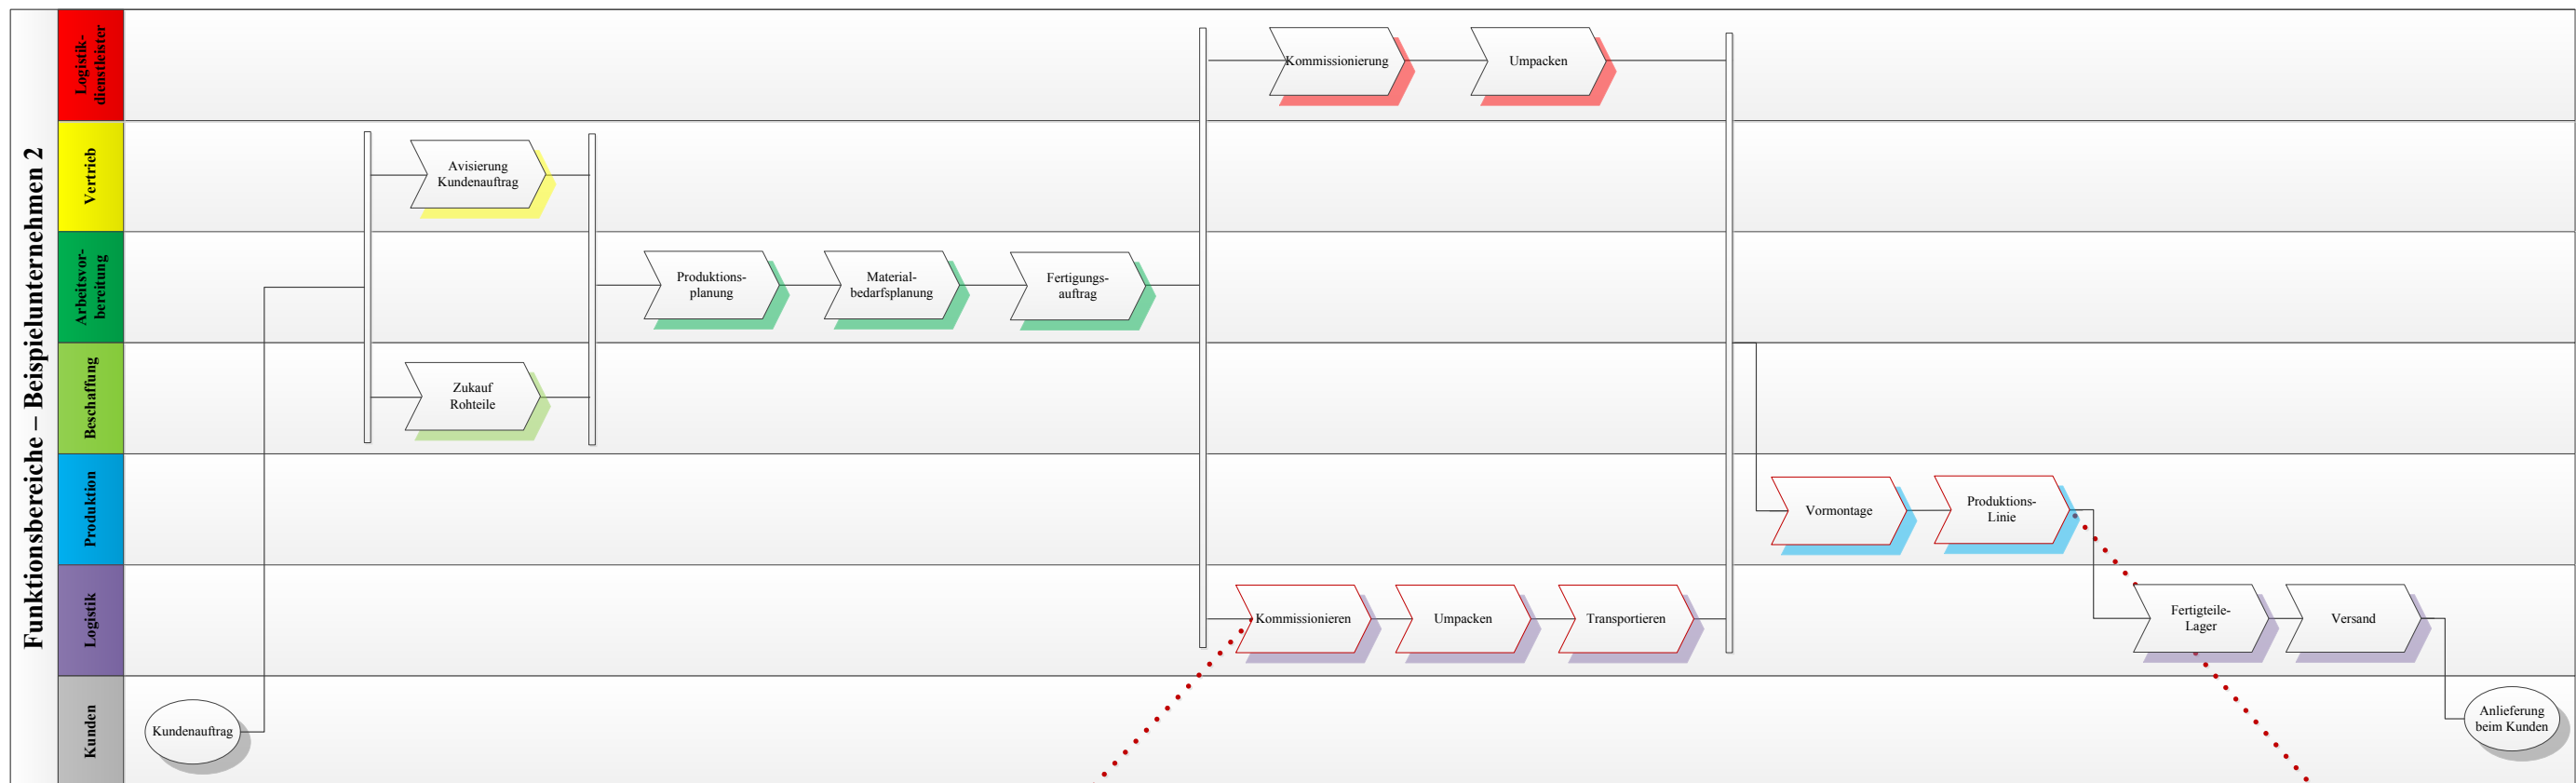 Funktionsbereiche – Beispielunternehmen 2
Logistik-
dienstleister
Kommissionierung
Umpacken
Vertrieb
Avisierung
Kundenauftrag
Arbeitsvor-
bereitung
Produktions-
planung
Material-
bedarfsplanung
Fertigungs-
auftrag
Beschaffung
Zukauf
Rohteile
Produktion
Vormontage
Produktions-
Linie
Logistik
Kommissionieren
Umpacken
Transportieren
Fertigteile-
Lager
Versand
Kunden
Kundenauftrag
Anlieferung
beim Kunden